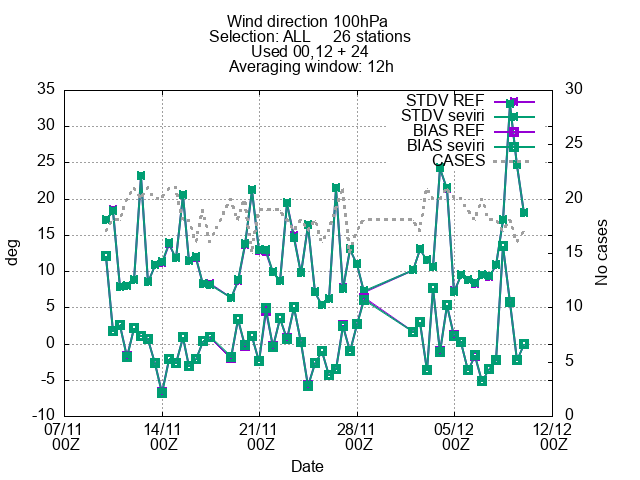 Wind direction 100hPa
Selection: ALL 26 stations
Used 00,12 + 24
Averaging window: 12h
STDV REF
STDV seviri
BIAS REF
BIAS seviri
CASES
35
30
25
20
15
10
5
0
-5
-10
deg
30
25
20
15
10
5
0
No cases
07/11 14/11 21/11 28/11 05/12 12/12
00Z 00Z 00Z 00Z 00Z 00Z
Date